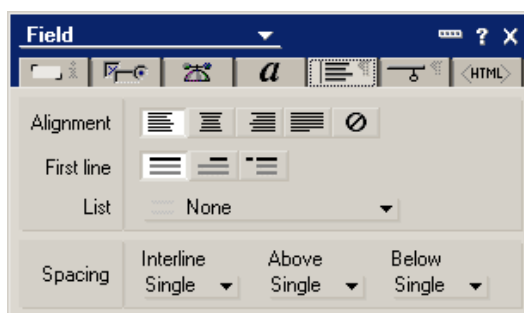 Field ?  X
a <HTML>
Alignment
First line
List None
Spacing Interline Above Below
Single Single Single